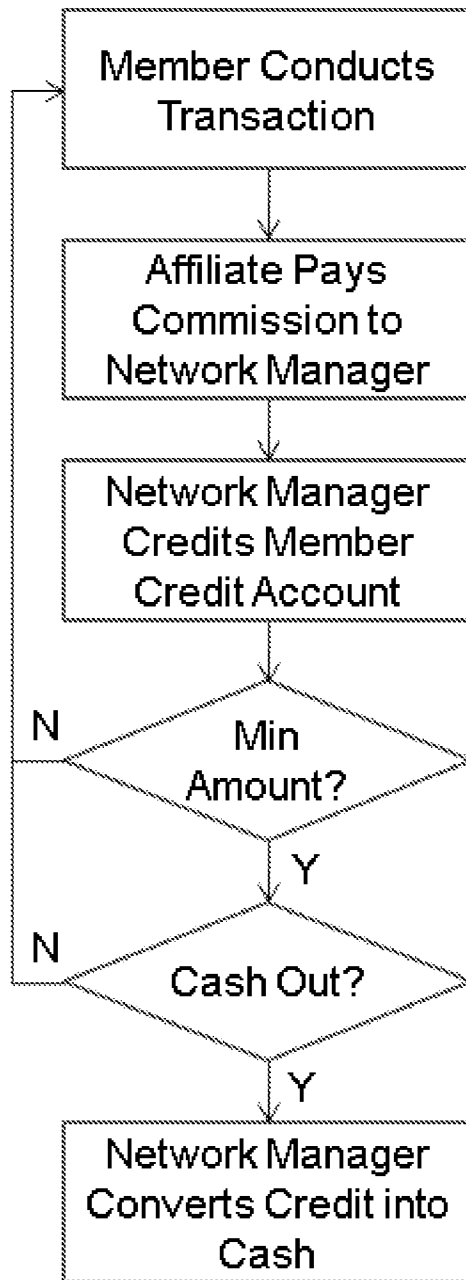 Member Conducts
Transaction
Affiliate Pays
Commission to
Network Manager
Network Manager
Credits Member
Credit Account
N
Min
Amount?
Y
N
Cash Out?
Y
Network Manager
Converts Credit into
Cash